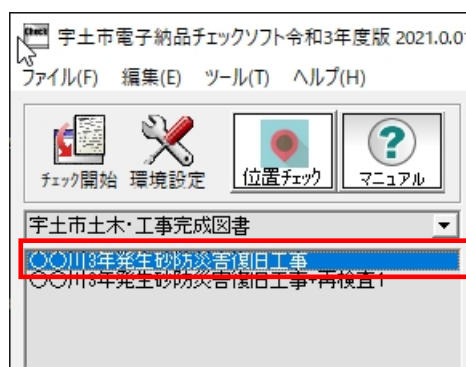 Check
宇土市電子納品チェックソフト令和3年度版 2021.0.01
ファイル(F) 編集(E) ツール(T) ヘルプ(H)
チェック開始 環境設定 位置チェック マニュアル
宇土市土木・工事完成図書
〇〇川3年発生砂防災害復旧工事
〇〇川3年発生砂防災害復旧工事+再検査1